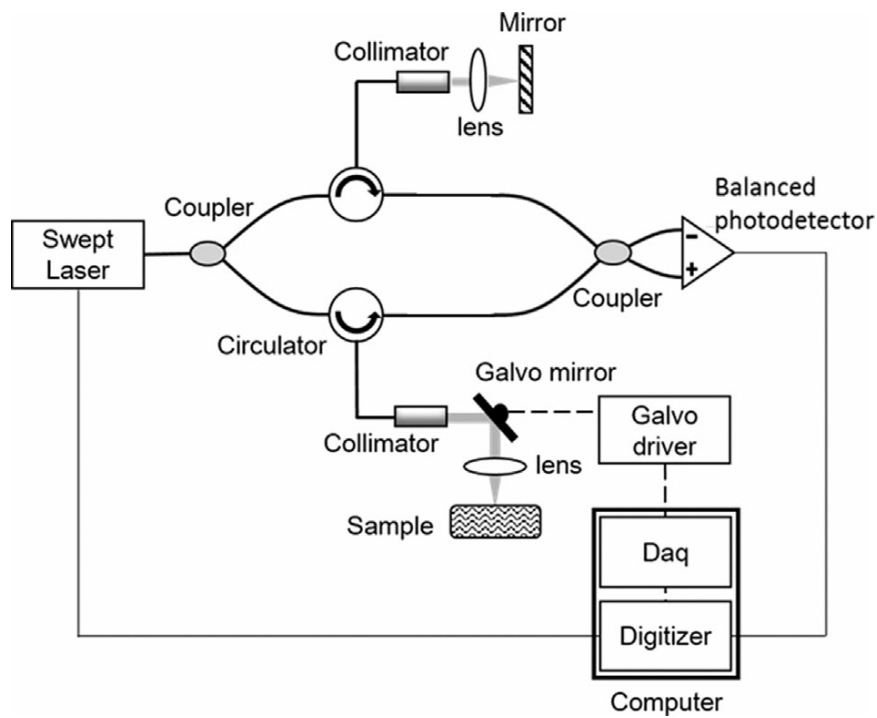 Mirror
Collimator
lens
Coupler
Balanced
photodetector
Swept
Laser
-
+
Coupler
Circulator
Galvo mirror
Collimator
Galvo
driver
lens
Sample
Daq
Digitizer
Computer